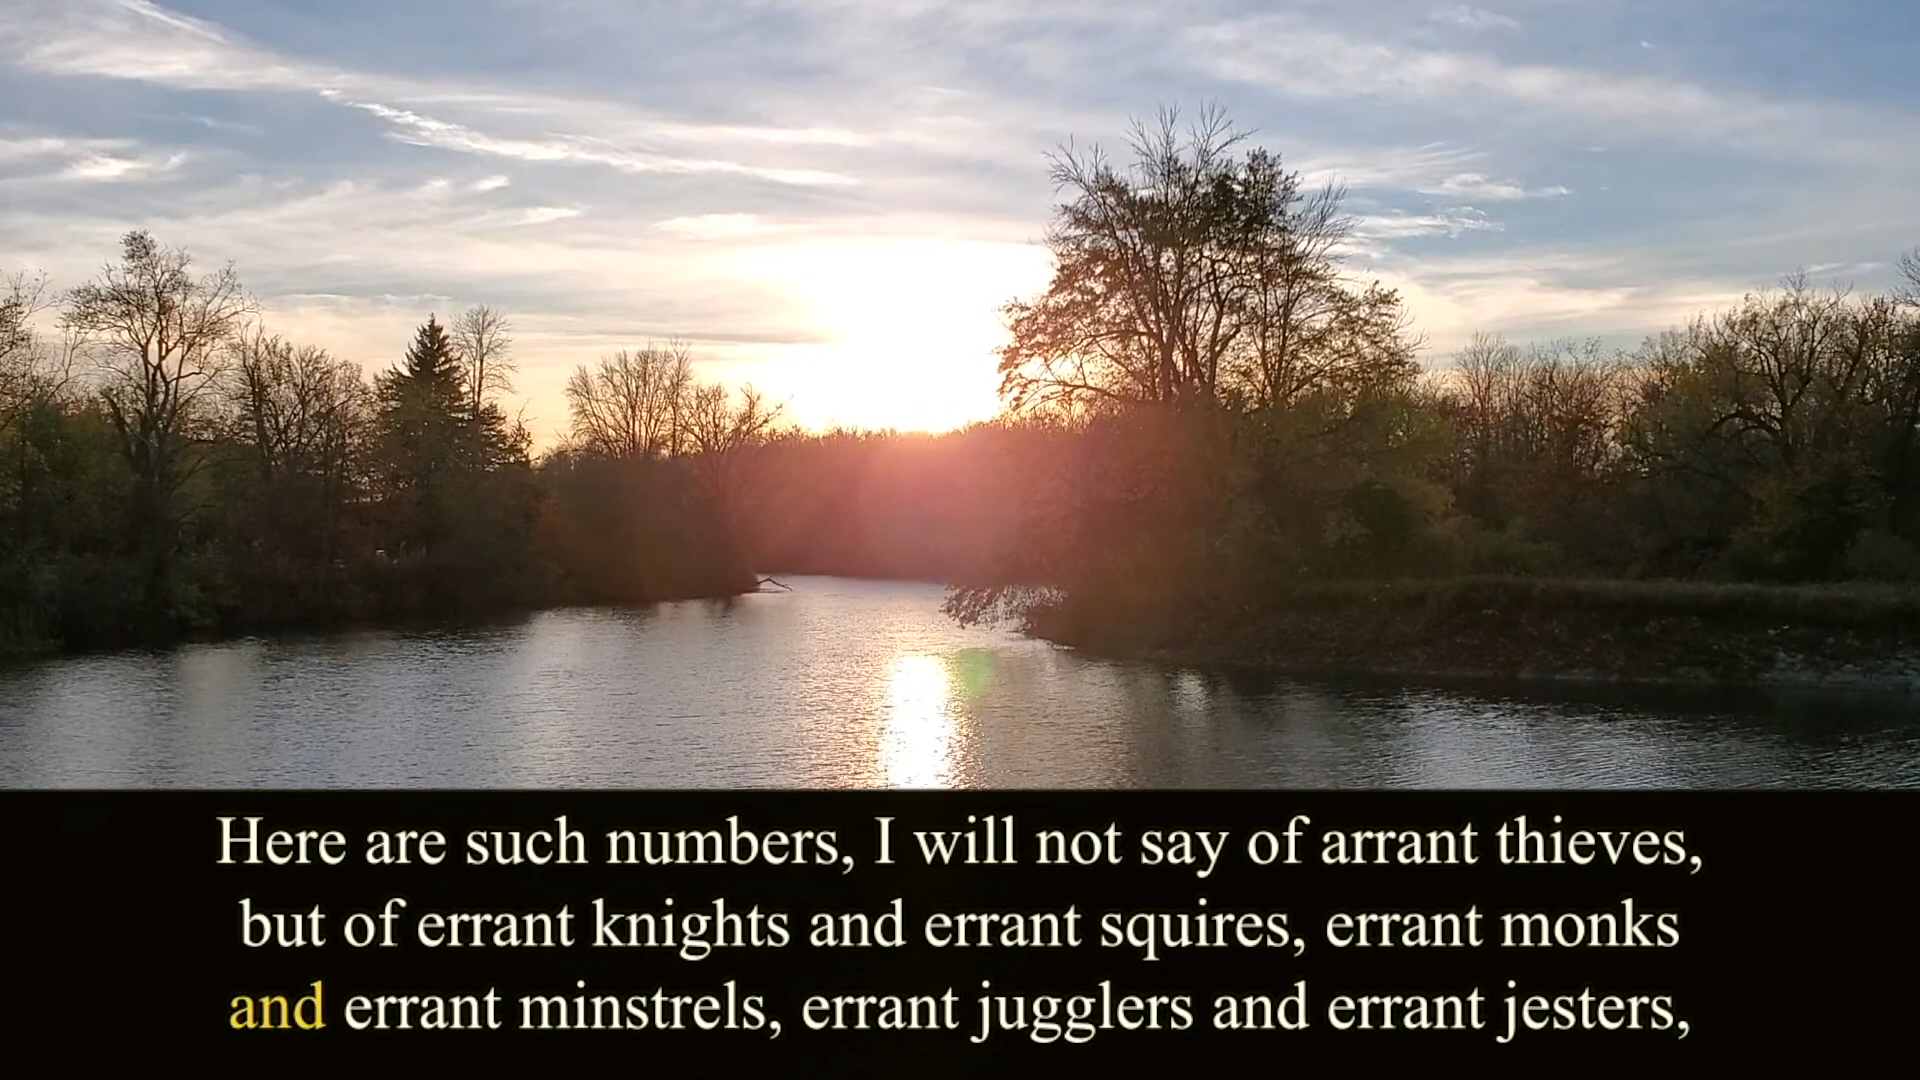 Here are such numbers, I will not say of arrant thieves,
but of errant knights and errant squires, errant monks
and errant minstrels, errant jugglers and errant jesters,